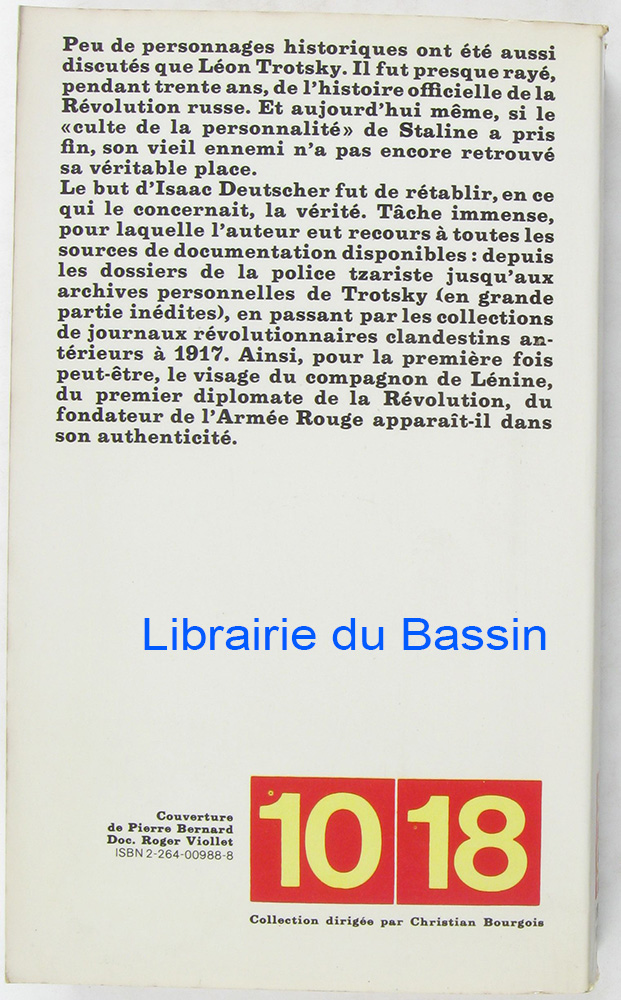 Peu de personnages historiques ont été aussi
discutés que Léon Trotsky. Il fut presque rayé,
pendant trente ans, de l'histoire officielle de la
Révolution russe. Et aujourd'hui même, si le
«culte de la personnalité» de Staline a pris
fin, son vieil ennemi n'a pas encore retrouvé
sa véritable place.
Le but d'Isaac Deutscher fut de rétablir, en ce
qui le concernait, la vérité. Tâche immense,
pour laquelle l'auteur eut recours à toutes les
sources de documentation disponibles : depuis
les dossiers de la police tzariste jusqu'aux
archives personnelles de Trotsky (en grande
partie inédites), en passant par les collections
de journaux révolutionnaires clandestins an-
térieurs à 1917. Ainsi, pour la première fois
peut-être, le visage du compagnon de Lénine,
du premier diplomate de la Révolution, du
fondateur de l'Armée Rouge apparaît-il dans
son authenticité.
Librairie du Bassin
Couverture
de Pierre Bernard
Doc. Roger Viollet
ISBN 2-264-00988-8
10 18
Collection dirigée par Christian Bourgois